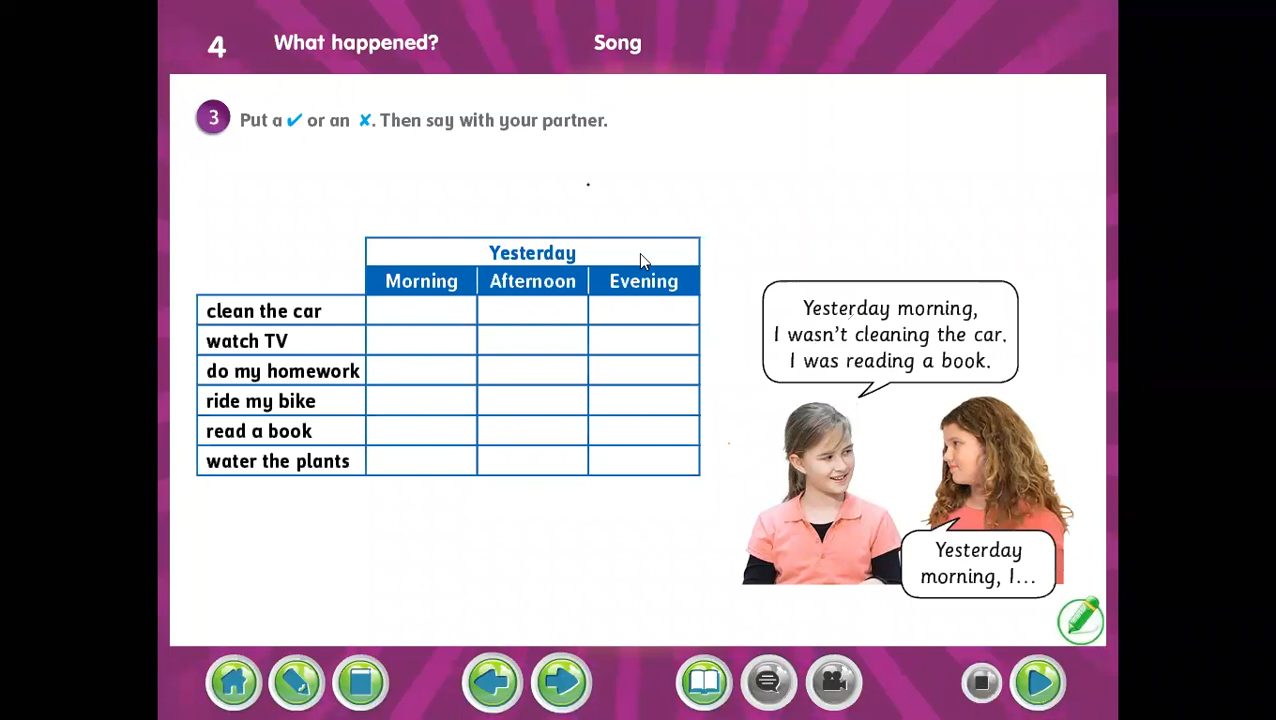 4 What happened? Song
3 Put a ✔ or an ✘. Then say with your partner.
Yesterday
Morning Afternoon Evening
clean the car
watch TV
do my homework
ride my bike
read a book
water the plants
Yesterday morning,
I wasn't cleaning the car.
I was reading a book.
Yesterday
morning, I...